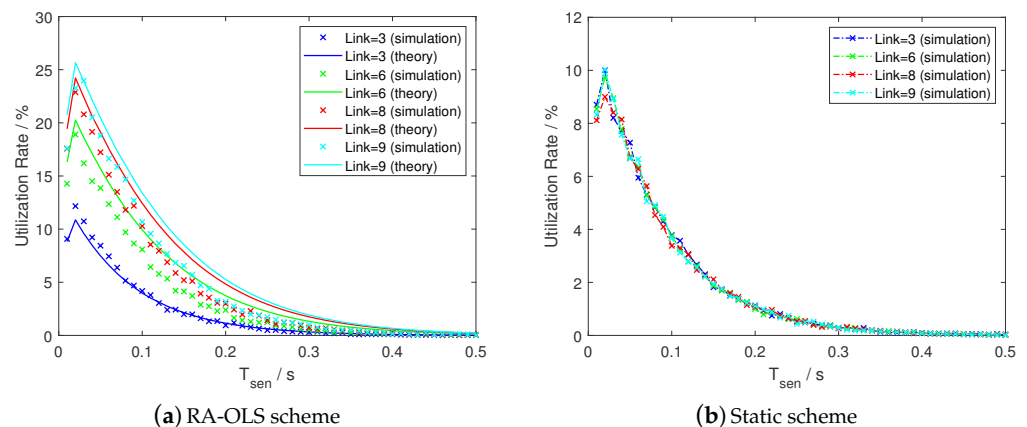 30
25
20
15
10
5
0
Utilization Rate / %
Link=3 (simulation)
Link=3 (theory)
Link=6 (simulation)
Link=6 (theory)
Link=8 (simulation)
Link=8 (theory)
Link=9 (simulation)
Link=9 (theory)
0 0.1 0.2 0.3 0.4 0.5
T_sen / s
(a) RA-OLS scheme
12
10
8
6
4
2
0
Utilization Rate / %
Link=3 (simulation)
Link=6 (simulation)
Link=8 (simulation)
Link=9 (simulation)
0 0.1 0.2 0.3 0.4 0.5
T_sen / s
(b) Static scheme